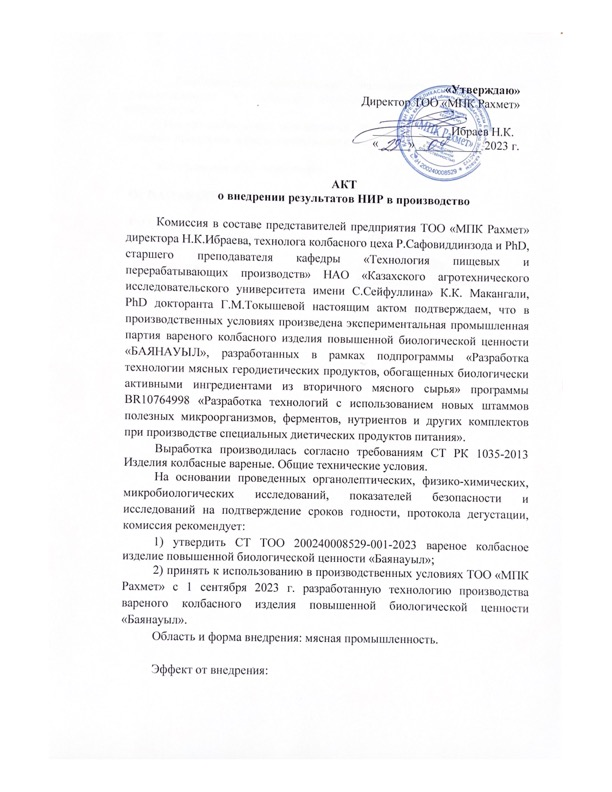 «Утверждаю»
Директор ТОО «МПК Рахмет»
Ибраев Н.К.
« 29 » 04 2023 г.
«МПК Рахмет»
БИН 200240008529
АКТ
о внедрении результатов НИР в производство
Комиссия в составе представителей предприятия ТОО «МПК Рахмет»
директора Н.К.Ибраева, технолога колбасного цеха Р.Сафовиддинзода и PhD,
старшего преподавателя кафедры «Технология пищевых и
перерабатывающих производств» НАО «Казахского агротехнического
исследовательского университета имени С.Сейфуллина» К.К. Макангали,
PhD докторанта Г.М.Токышевой настоящим актом подтверждаем, что в
производственных условиях произведена экспериментальная промышленная
партия вареного колбасного изделия повышенной биологической ценности
«БАЯНАУЫЛ», разработанных в рамках подпрограммы «Разработка
технологии мясных геродиетических продуктов, обогащенных биологически
активными ингредиентами из вторичного мясного сырья» программы
BR10764998 «Разработка технологий с использованием новых штаммов
полезных микроорганизмов, ферментов, нутриентов и других комплектов
при производстве специальных диетических продуктов питания».
Выработка производилась согласно требованиям СТ РК 1035-2013
Изделия колбасные вареные. Общие технические условия.
На основании проведенных органолептических, физико-химических,
микробиологических исследований, показателей безопасности и
исследований на подтверждение сроков годности, протокола дегустации,
комиссия рекомендует:
1) утвердить СТ ТОО 200240008529-001-2023 вареное колбасное
изделие повышенной биологической ценности «Баянауыл»;
2) принять к использованию в производственных условиях ТОО «МПК
Рахмет» с 1 сентября 2023 г. разработанную технологию производства
вареного колбасного изделия повышенной биологической ценности
«Баянауыл».
Область и форма внедрения: мясная промышленность.
Эффект от внедрения: